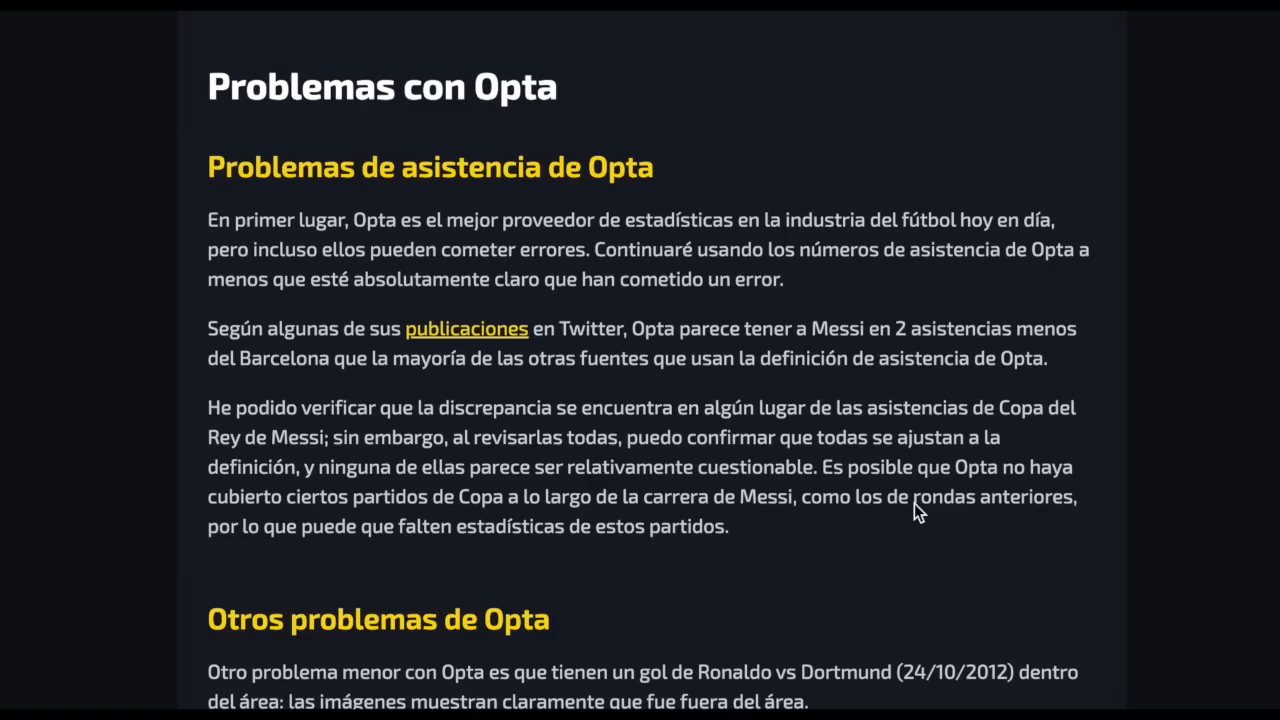 Problemas con Opta
Problemas de asistencia de Opta
En primer lugar, Opta es el mejor proveedor de estadísticas en la industria del fútbol hoy en día,
pero incluso ellos pueden cometer errores. Continuaré usando los números de asistencia de Opta a
menos que esté absolutamente claro que han cometido un error.
Según algunas de sus publicaciones en Twitter, Opta parece tener a Messi en 2 asistencias menos
del Barcelona que la mayoría de las otras fuentes que usan la definición de asistencia de Opta.
He podido verificar que la discrepancia se encuentra en algún lugar de las asistencias de Copa del
Rey de Messi; sin embargo, al revisarlas todas, puedo confirmar que todas se ajustan a la
definición, y ninguna de ellas parece ser relativamente cuestionable. Es posible que Opta no haya
cubierto ciertos partidos de Copa a lo largo de la carrera de Messi, como los de rondas anteriores,
por lo que puede que falten estadísticas de estos partidos.
Otros problemas de Opta
Otro problema menor con Opta es que tienen un gol de Ronaldo vs Dortmund (24/10/2012) dentro
del área; las imágenes muestran claramente que fue fuera del área.